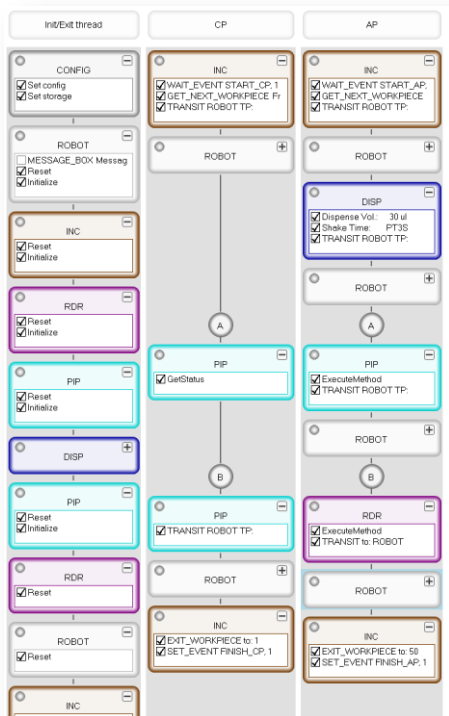 Init/Exit thread
CONFIG
Set config
Set storage
ROBOT
MESSAGE_BOX Messag
Reset
Initialize
INC
Reset
Initialize
RDR
Reset
Initialize
PIP
Reset
Initialize
DISP
PIP
Reset
Initialize
RDR
Reset
ROBOT
Reset
INC
CP
INC
WAIT_EVENT START_CP, 1
GET_NEXT_WORKPIECE Fr
TRANSIT ROBOT TP:
ROBOT
A
PIP
GetStatus
B
PIP
TRANSIT ROBOT TP:
ROBOT
INC
EXIT_WORKPIECE to: 1
SET_EVENT FINISH_CP, 1
AP
INC
WAIT_EVENT START_AP,
GET_NEXT_WORKPIECE
TRANSIT ROBOT TP:
ROBOT
DISP
Dispense Vol.: 30 ul
Shake Time: PT3S
TRANSIT ROBOT TP:
ROBOT
A
PIP
ExecuteMethod
TRANSIT ROBOT TP:
ROBOT
B
RDR
ExecuteMethod
TRANSIT to: ROBOT
ROBOT
INC
EXIT_WORKPIECE to: 50
SET_EVENT FINISH_AP, 1